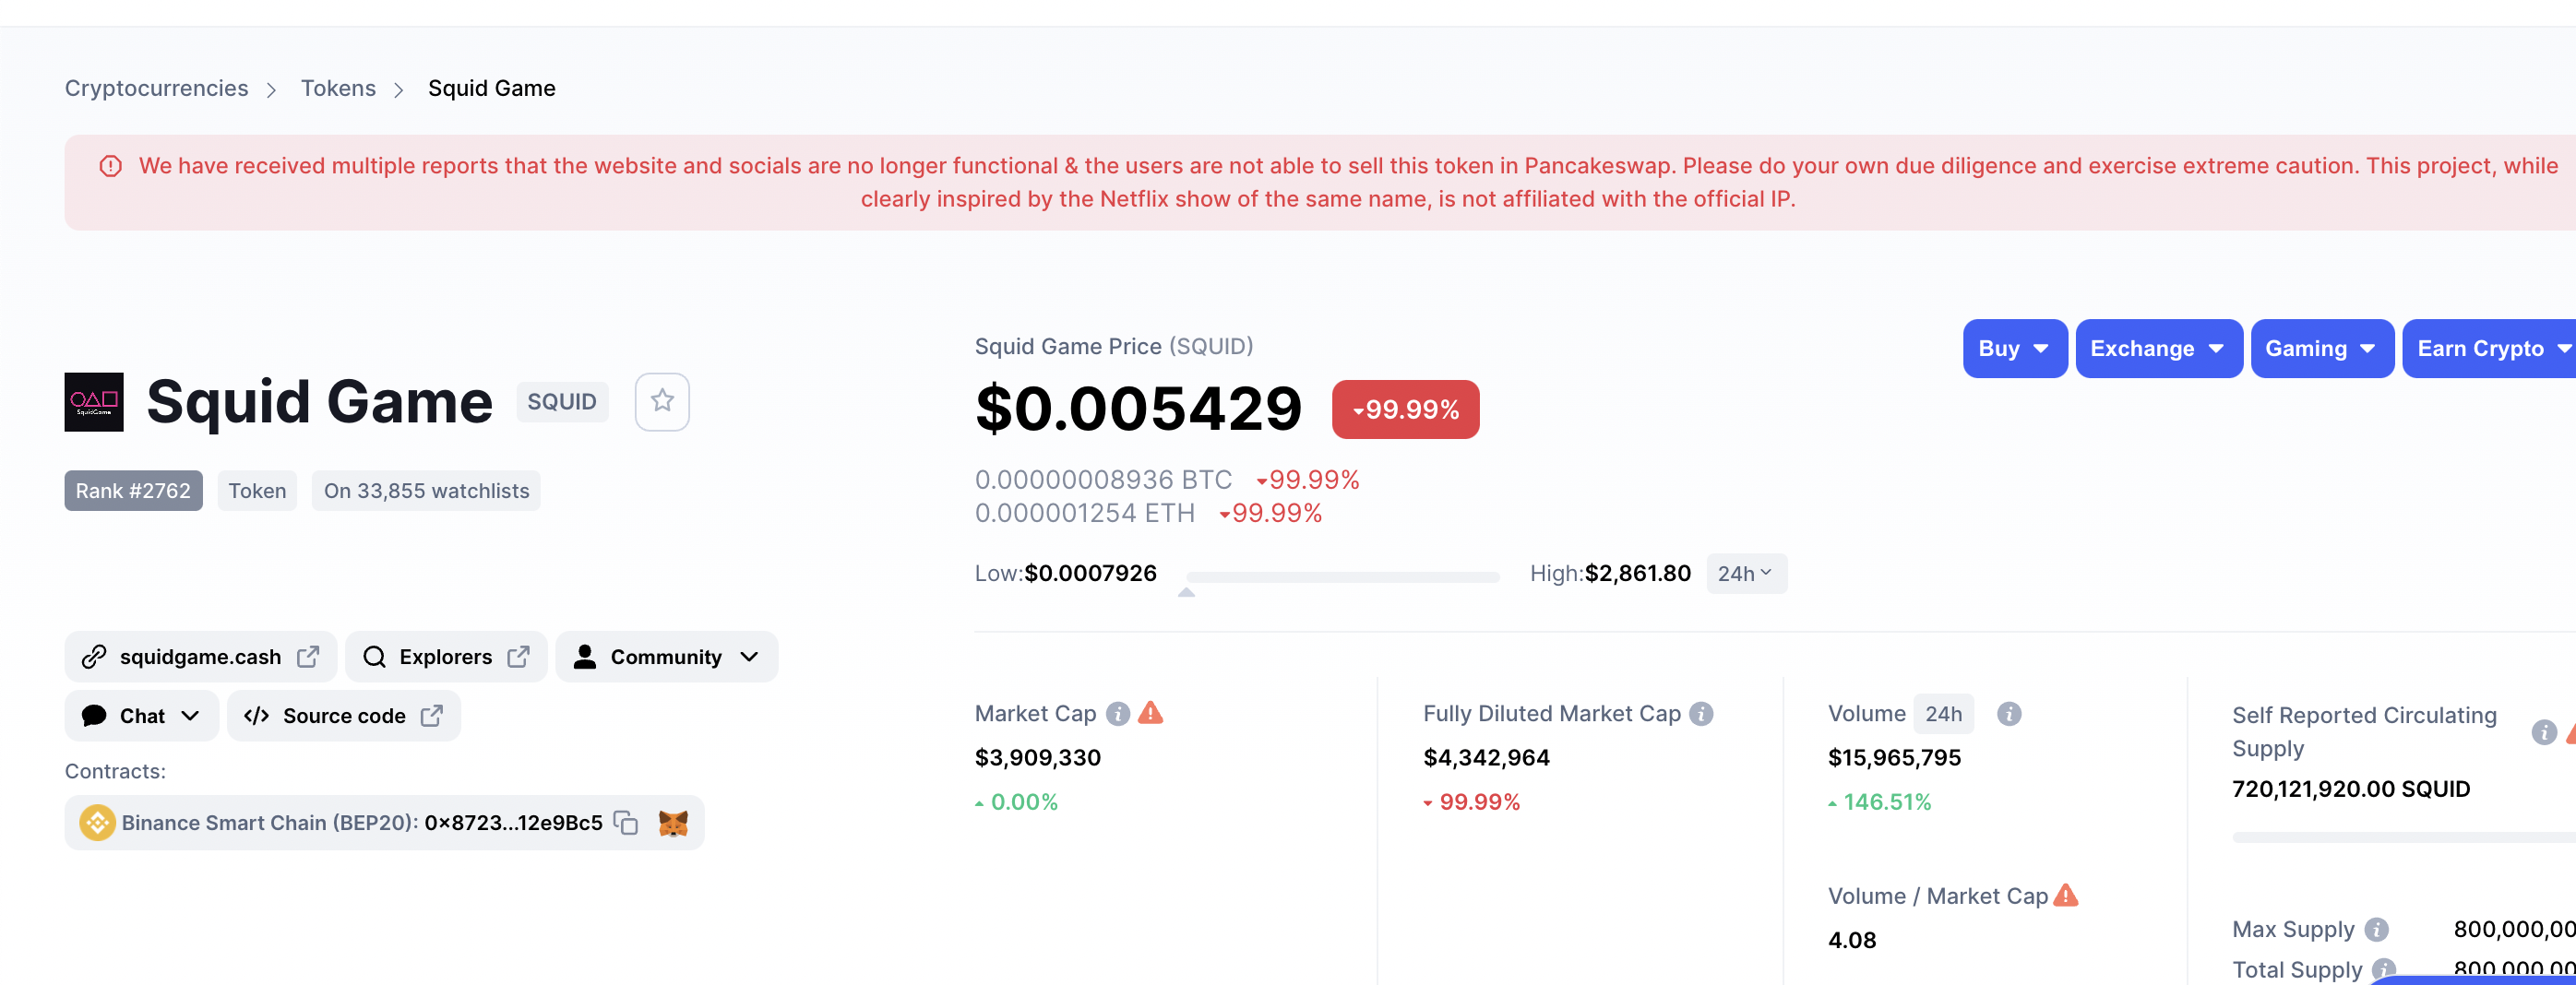 Cryptocurrencies > Tokens > Squid Game
We have received multiple reports that the website and socials are no longer functional & the users are not able to sell this token in Pancakeswap. Please do your own due diligence and exercise extreme caution. This project, while
clearly inspired by the Netflix show of the same name, is not affiliated with the official IP.
SquidGame
Squid Game SQUID
Rank #2762 Token On 33,855 watchlists
squidgame.cash Explorers Community
Chat </> Source code
Contracts:
Binance Smart Chain (BEP20): 0x8723...12e9Bc5
Squid Game Price (SQUID)
$0.005429 99.99%
0.00000008936 BTC 99.99%
0.000001254 ETH 99.99%
Low:$0.0007926 High:$2,861.80 24h
Buy Exchange Gaming Earn Crypto
Market Cap
$3,909,330
0.00%
Fully Diluted Market Cap
$4,342,964
99.99%
Volume 24h
$15,965,795
146.51%
Volume / Market Cap
4.08
Self Reported Circulating
Supply
720,121,920.00 SQUID
Max Supply 800,000,00
Total Supply 800,000,00